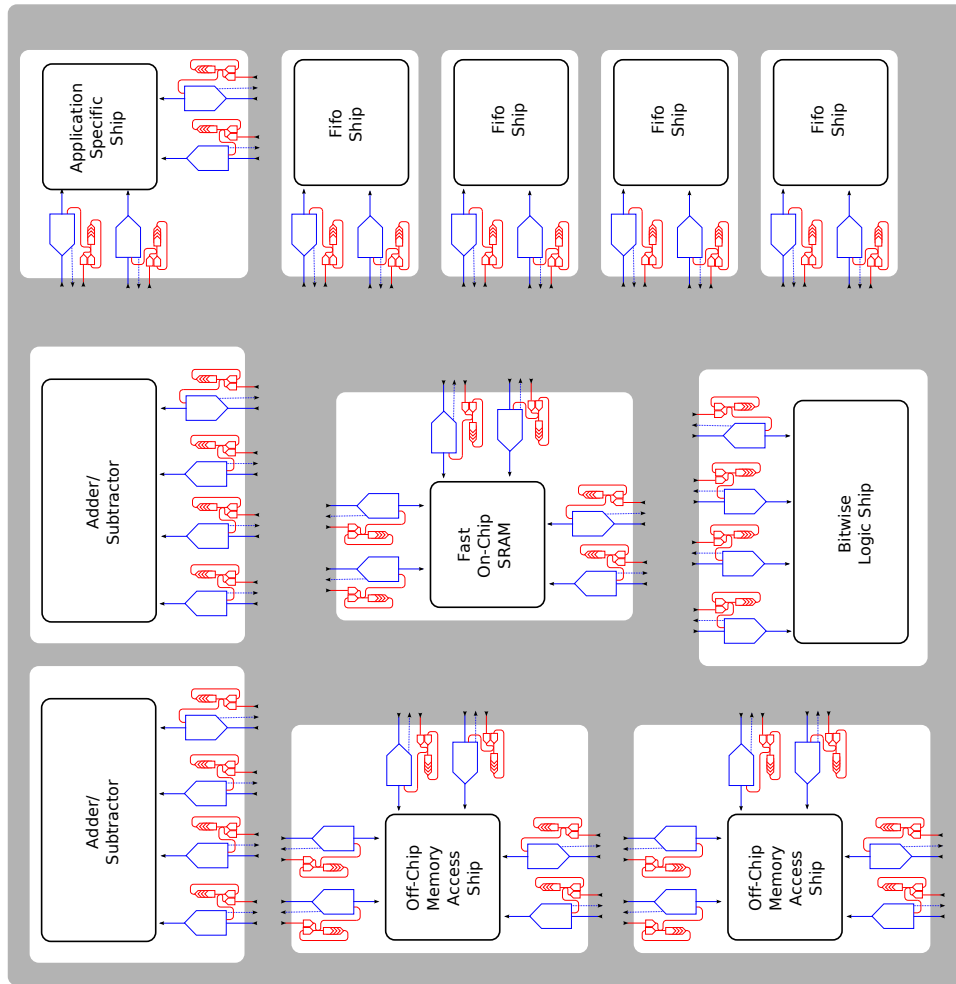 Application
Specific
Ship
Fifo
Ship
Fifo
Ship
Fifo
Ship
Fifo
Ship
Adder/
Subtractor
Fast
On-Chip
SRAM
Bitwise
Logic Ship
Adder/
Subtractor
Off-Chip
Memory
Access
Ship
Off-Chip
Memory
Access
Ship